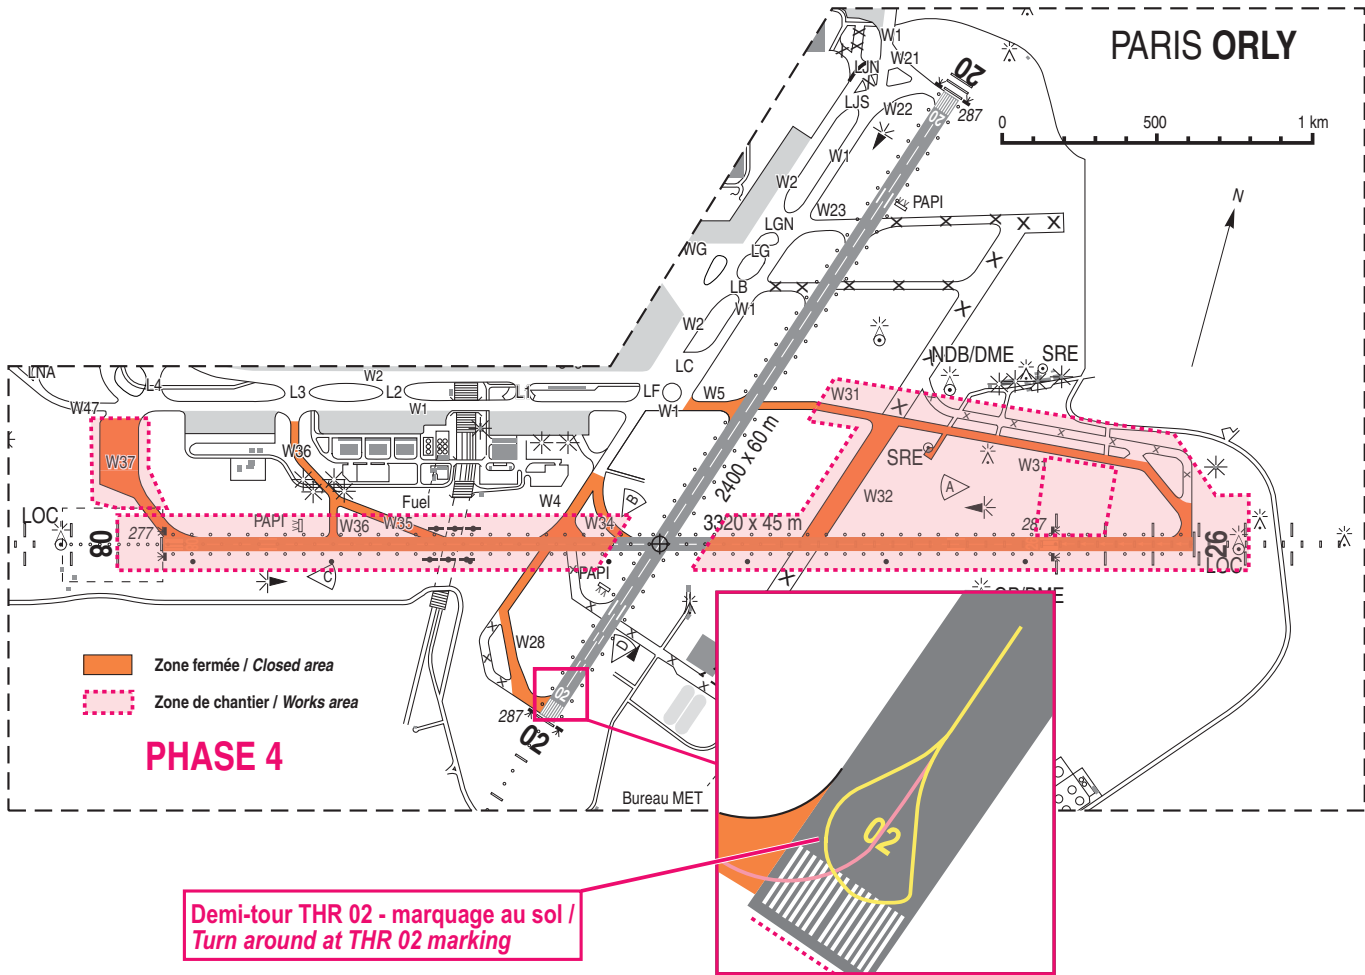 PARIS ORLY
0 500 1 km
N
W1
W21
LJN
LJS
W22
20
20
287
W1
W2
W23
PAPI
LGN
WG
LG
LB
W1
W2
LC
NDB/DME
SRE
LNA
L4
W2
L3
L2
L1
LF
W5
W31
W47
W1
W1
2400 x 60 m
W36
W37
SRE
W31
A
W32
Fuel
W4
B
LOC
08
277
PAPI
W36
W35
W34
3320 x 45 m
287
26
LOC
C
PAPI
W28
D
02
287
02
Zone fermée / Closed area
Zone de chantier / Works area
PHASE 4
Bureau MET
02
Demi-tour THR 02 - marquage au sol /
Turn around at THR 02 marking